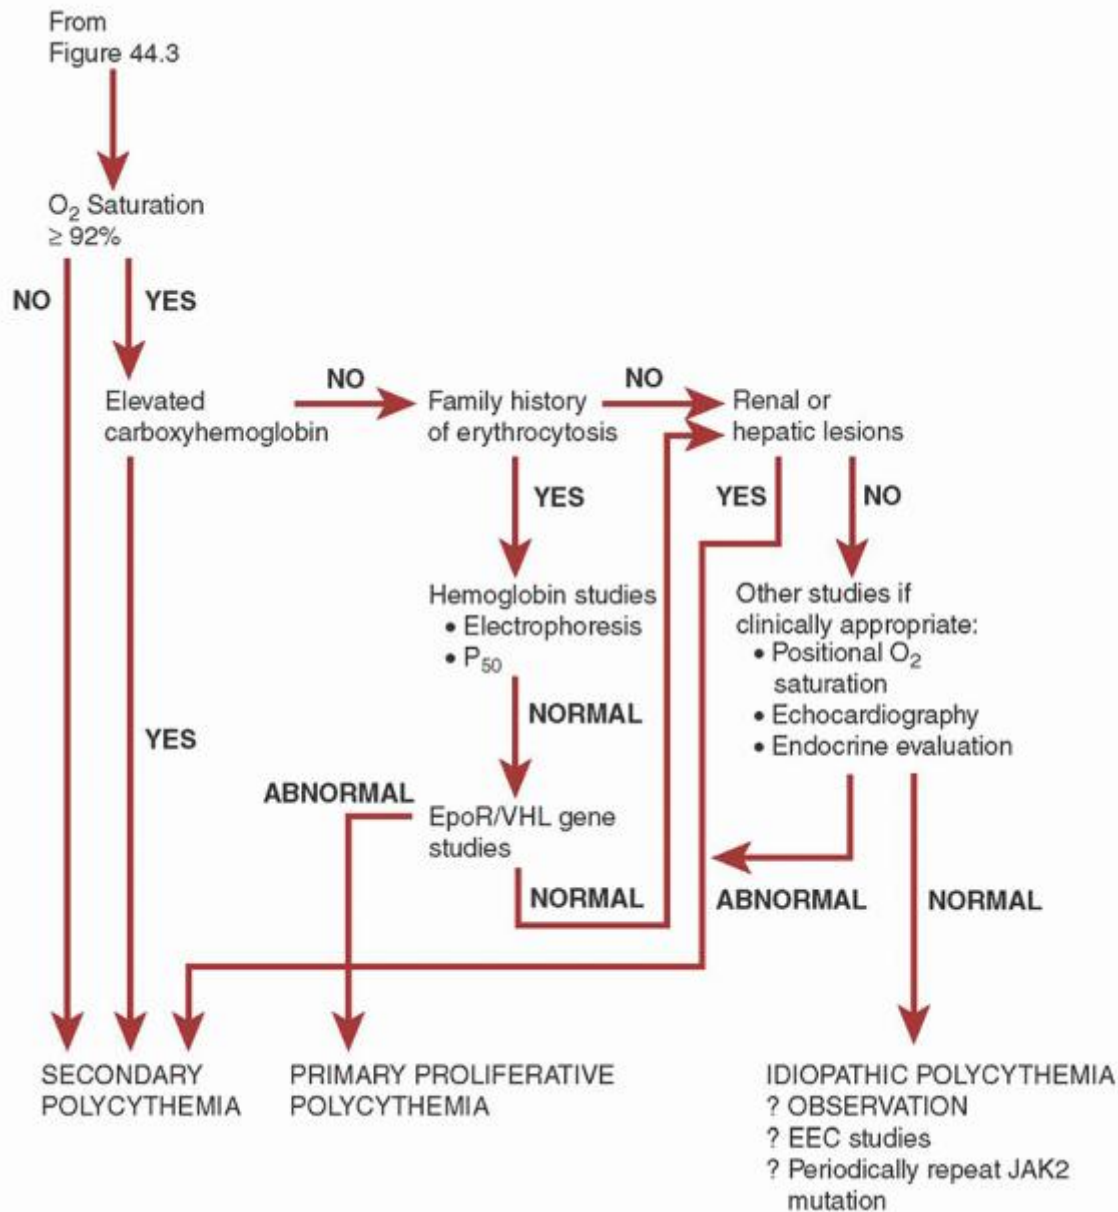 From
Figure 44.3
O₂ Saturation
≥ 92%
NO
YES
Elevated
carboxyhemoglobin
NO
Family history
of erythrocytosis
NO
Renal or
hepatic lesions
YES
YES
NO
Hemoglobin studies
• Electrophoresis
• P₅₀
Other studies if
clinically appropriate:
• Positional O₂
saturation
• Echocardiography
• Endocrine evaluation
NORMAL
YES
ABNORMAL
EpoR/VHL gene
studies
NORMAL
ABNORMAL
NORMAL
SECONDARY
POLYCYTHEMIA
PRIMARY PROLIFERATIVE
POLYCYTHEMIA
IDIOPATHIC POLYCYTHEMIA
? OBSERVATION
? EEC studies
? Periodically repeat JAK2
mutation